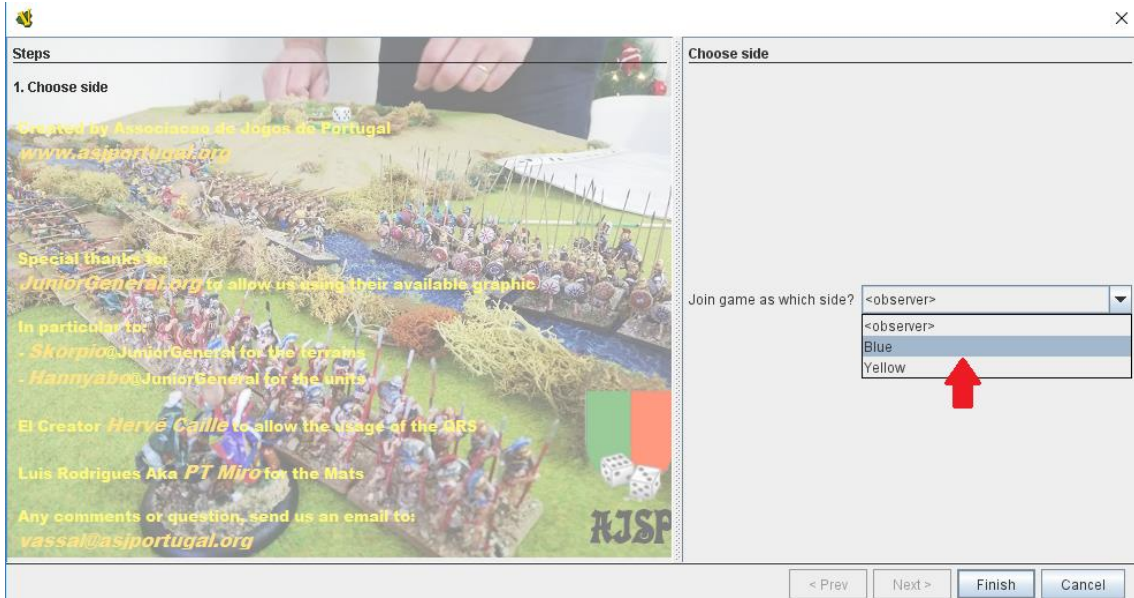 Steps
1. Choose side
Created by Associacao de Jogos de Portugal
www.asjportugal.org
Special thanks to:
JuniorGeneral.org to allow us using their available graphic
In particular to:
- Skorpio@JuniorGeneral for the terrains
- Hannyabo@JuniorGeneral for the units
El Creator Hervé Caille to allow the usage of the QRS
Luis Rodrigues Aka PT Miro for the Mats
Any comments or question, send us an email to:
vassal@asjportugal.org
AJSP
Choose side
Join game as which side? <observer>
<observer>
Blue
Yellow
< Prev Next > Finish Cancel